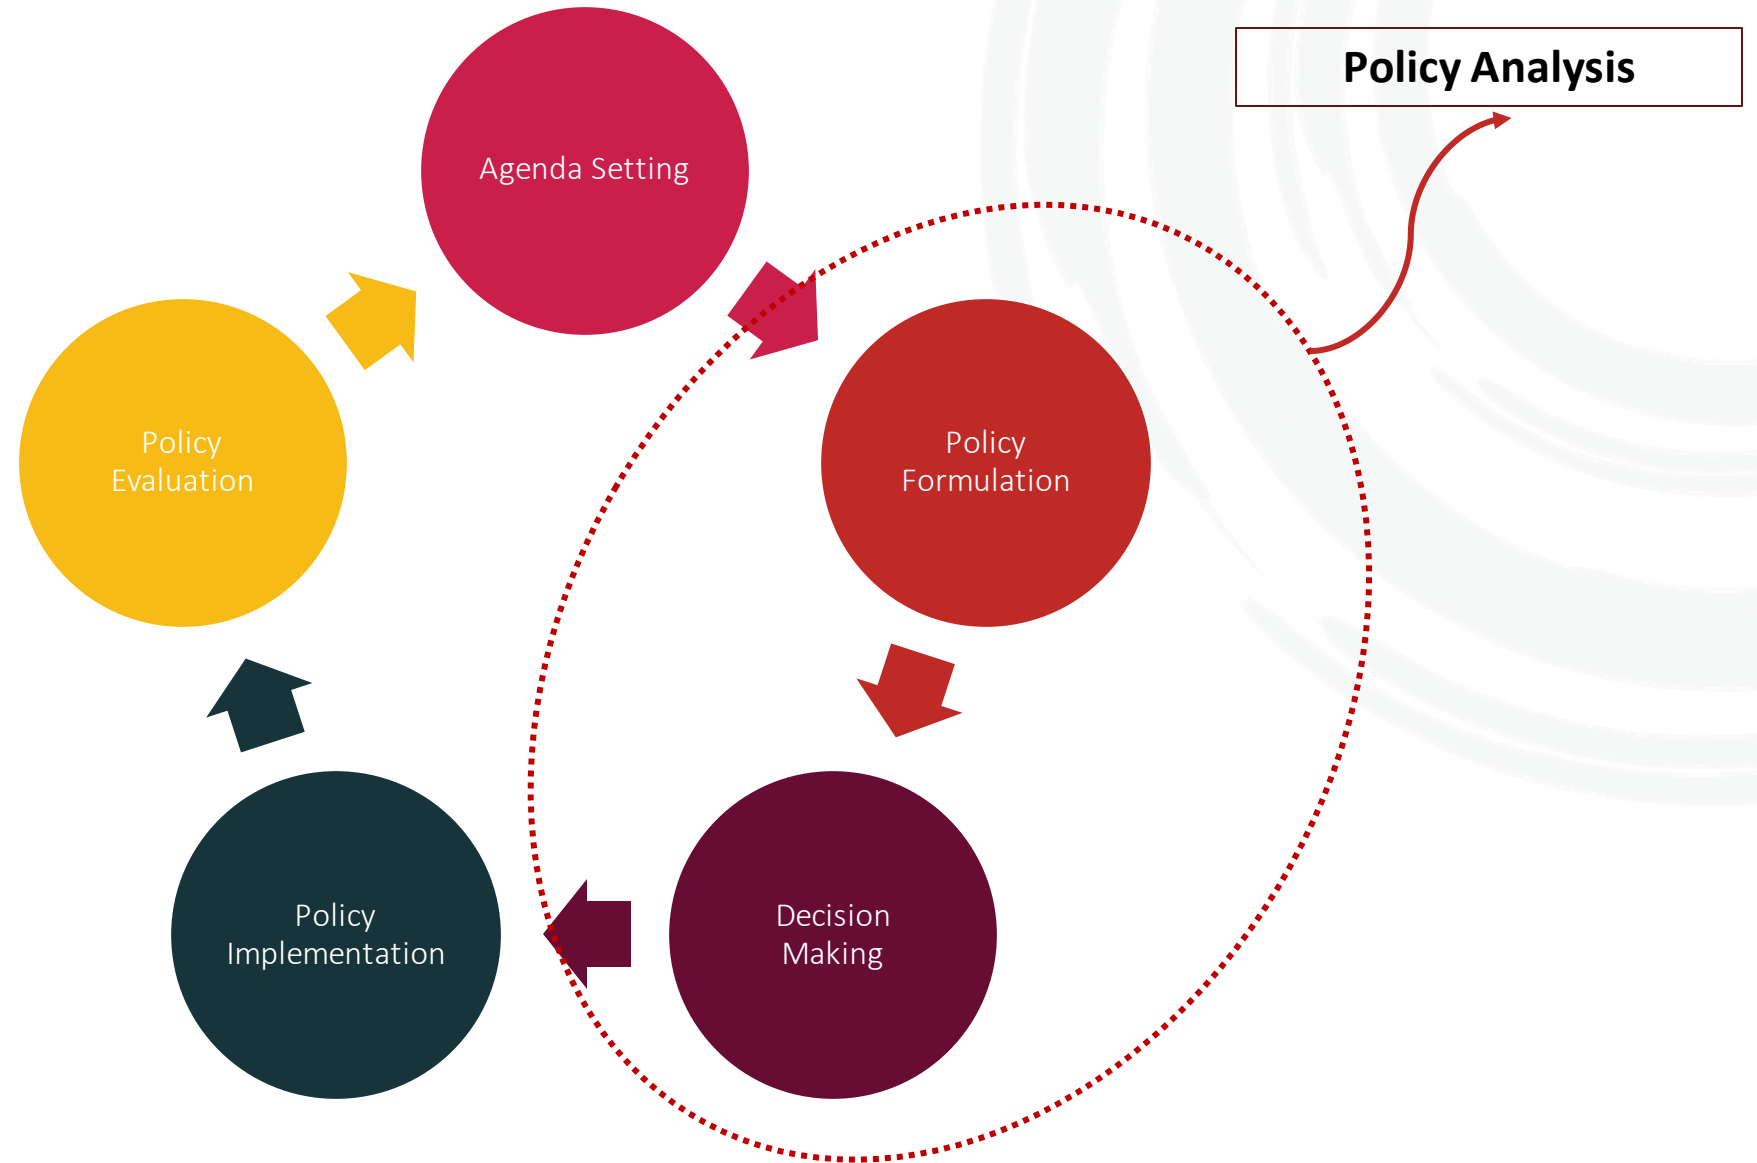 Policy Analysis
Agenda Setting
Policy
Formulation
Decision
Making
Policy
Implementation
Policy
Evaluation